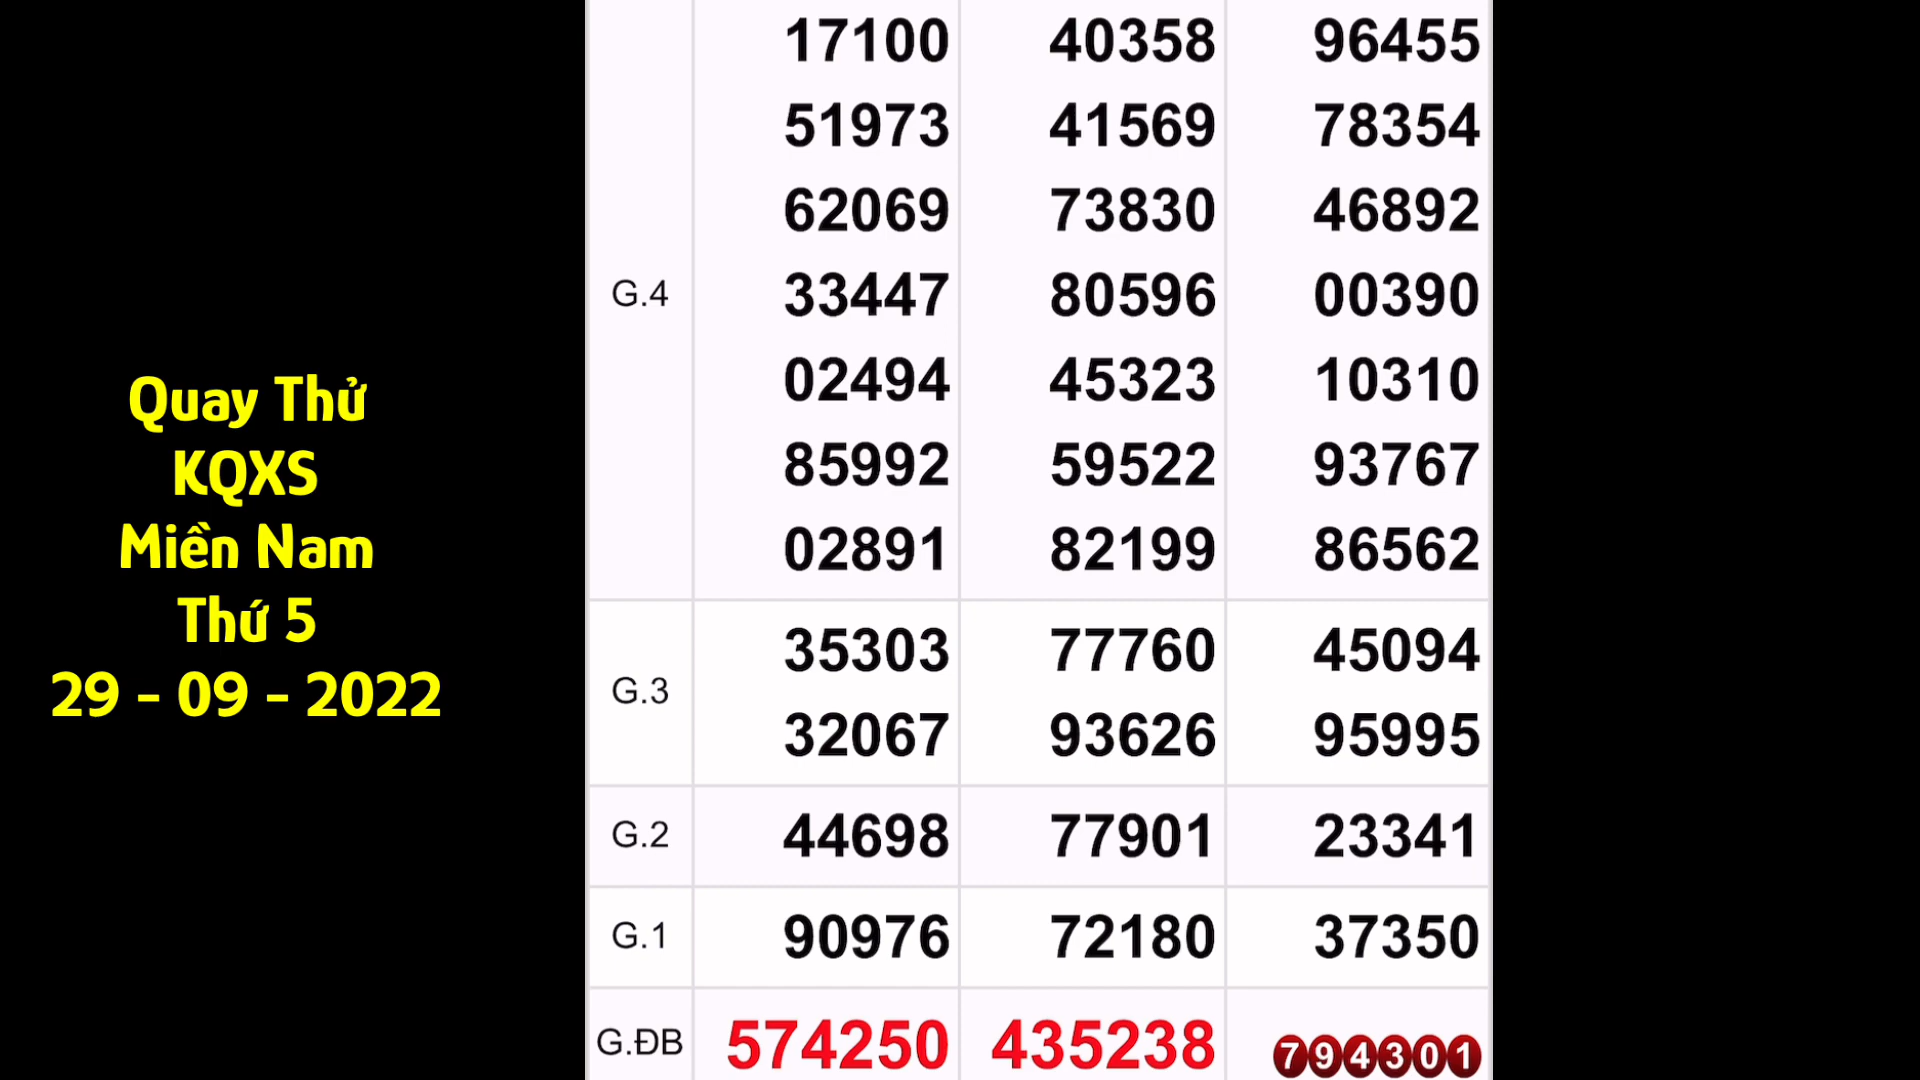 Quay Thử
KQXS
Miền Nam
Thứ 5
29 - 09 - 2022
G.4
17100 40358 96455
51973 41569 78354
62069 73830 46892
33447 80596 00390
02494 45323 10310
85992 59522 93767
02891 82199 86562
G.3
35303 77760 45094
32067 93626 95995
G.2 44698 77901 23341
G.1 90976 72180 37350
G.ĐB 574250 435238 794301